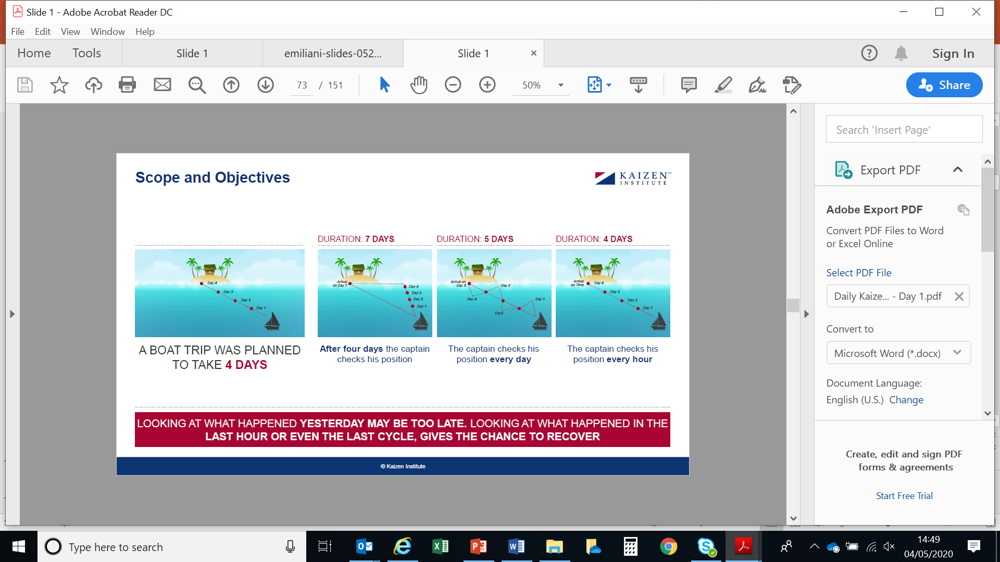 Slide 1 - Adobe Acrobat Reader DC
File Edit View Window Help
Home Tools Slide 1 emiliani-slides-052... Slide 1 Sign In
73 / 151 50% Share
Search 'Insert Page'
Export PDF
Adobe Export PDF
Convert PDF Files to Word
or Excel Online
Select PDF File
Daily Kaize... - Day 1.pdf
Convert to
Microsoft Word (*.docx)
Document Language:
English (U.S.) Change
Create, edit and sign PDF
forms & agreements
Start Free Trial
Scope and Objectives
KAIZEN™
INSTITUTE
A BOAT TRIP WAS PLANNED
TO TAKE 4 DAYS
Day 4
Day 3
Day 2
Day 1
DURATION: 7 DAYS
Arrival
on Day 7
Day 4
Day 3
Day 2
Day 1
After four days the captain
checks his position
DURATION: 5 DAYS
Arrival on
Day 5
Day 3
Day 4
Day 1
Day2
The captain checks his
position every day
DURATION: 4 DAYS
Arrival
on Time
Day 4
Day 3
Day 2
Day 1
The captain checks his
position every hour
LOOKING AT WHAT HAPPENED YESTERDAY MAY BE TOO LATE. LOOKING AT WHAT HAPPENED IN THE
LAST HOUR OR EVEN THE LAST CYCLE, GIVES THE CHANCE TO RECOVER
© Kaizen Institute
Type here to search
14:49
04/05/2020